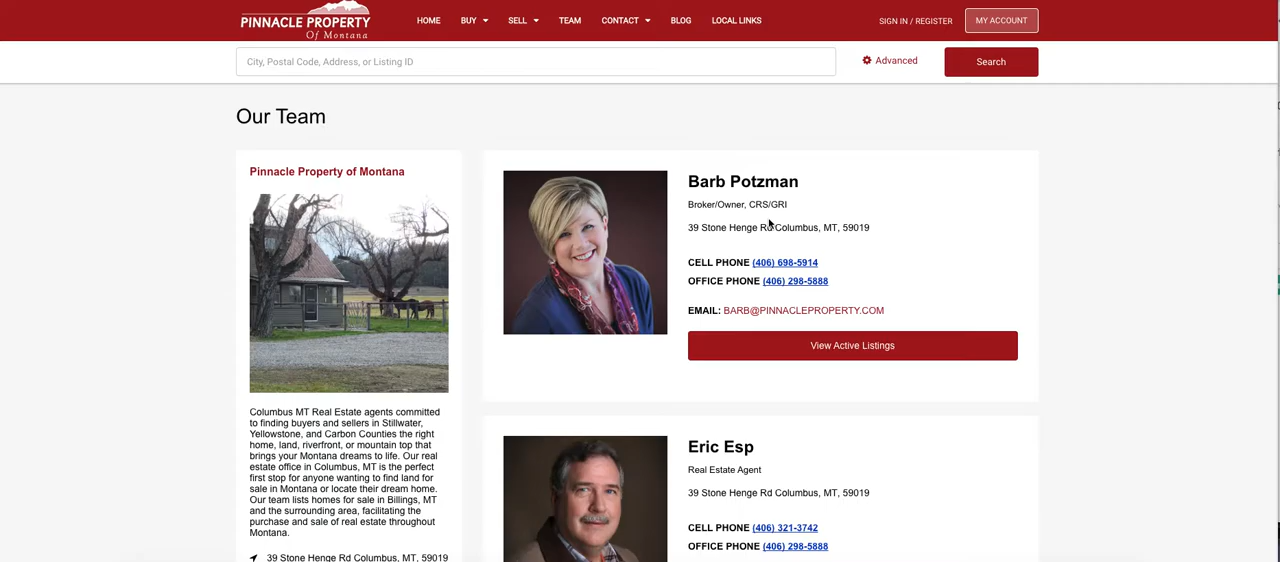 PINNACLE PROPERTY
Of Montana
HOME BUY SELL TEAM CONTACT BLOG LOCAL LINKS
SIGN IN / REGISTER
MY ACCOUNT
City, Postal Code, Address, or Listing ID
Advanced
Search
Our Team
Pinnacle Property of Montana
Columbus MT Real Estate agents committed
to finding buyers and sellers in Stillwater,
Yellowstone, and Carbon Counties the right
home, land, riverfront, or mountain top that
brings your Montana dreams to life. Our real
estate office in Columbus, MT is the perfect
first stop for anyone wanting to find land for
sale in Montana or locate their dream home.
Our team lists homes for sale in Billings, MT
and the surrounding area, facilitating the
purchase and sale of real estate throughout
Montana.
39 Stone Henge Rd Columbus, MT, 59019
Barb Potzman
Broker/Owner, CRS/GRI
39 Stone Henge Rd Columbus, MT, 59019
CELL PHONE (406) 698-5914
OFFICE PHONE (406) 298-5888
EMAIL: BARB@PINNACLEPROPERTY.COM
View Active Listings
Eric Esp
Real Estate Agent
39 Stone Henge Rd Columbus, MT, 59019
CELL PHONE (406) 321-3742
OFFICE PHONE (406) 298-5888